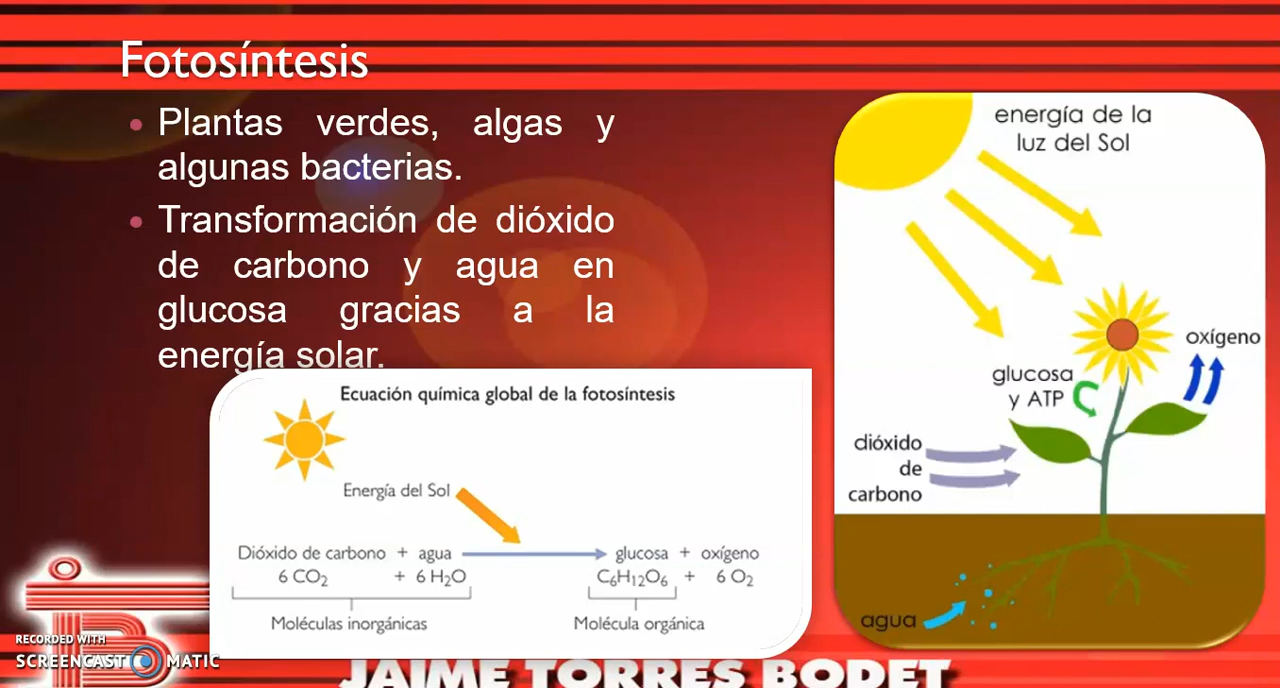 Fotosíntesis
• Plantas verdes, algas y
algunas bacterias.
• Transformación de dióxido
de carbono y agua en
glucosa gracias a la
energía solar.
energía de la
luz del Sol
oxígeno
glucosa
y ATP
dióxido
de
carbono
agua
Ecuación química global de la fotosíntesis
Energía del Sol
Dióxido de carbono + agua glucosa + oxígeno
6 CO₂ + 6 H₂O C₆H₁₂O₆ + 6 O₂
Moléculas inorgánicas Molécula orgánica
RECORDED WITH
SCREENCAST MATIC
JAIME TORRES BODET